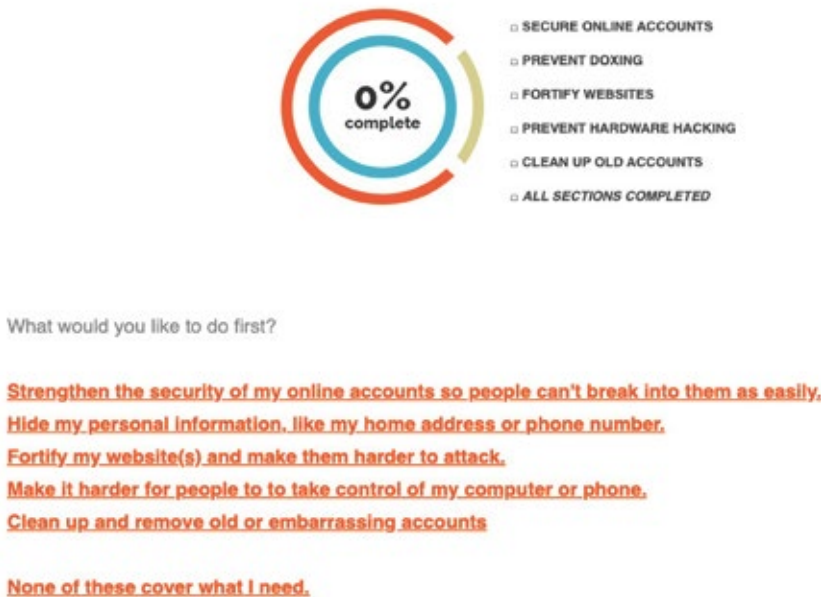 0%
complete
SECURE ONLINE ACCOUNTS
PREVENT DOXING
FORTIFY WEBSITES
PREVENT HARDWARE HACKING
CLEAN UP OLD ACCOUNTS
ALL SECTIONS COMPLETED
What would you like to do first?
Strengthen the security of my online accounts so people can't break into them as easily.
Hide my personal information, like my home address or phone number.
Fortify my website(s) and make them harder to attack.
Make it harder for people to to take control of my computer or phone.
Clean up and remove old or embarrassing accounts
None of these cover what I need.